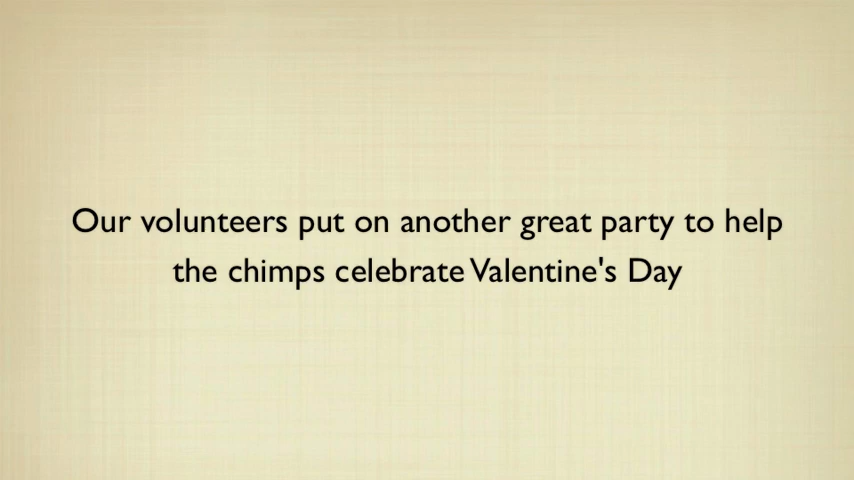 Our volunteers put on another great party to help
the chimps celebrate Valentine's Day